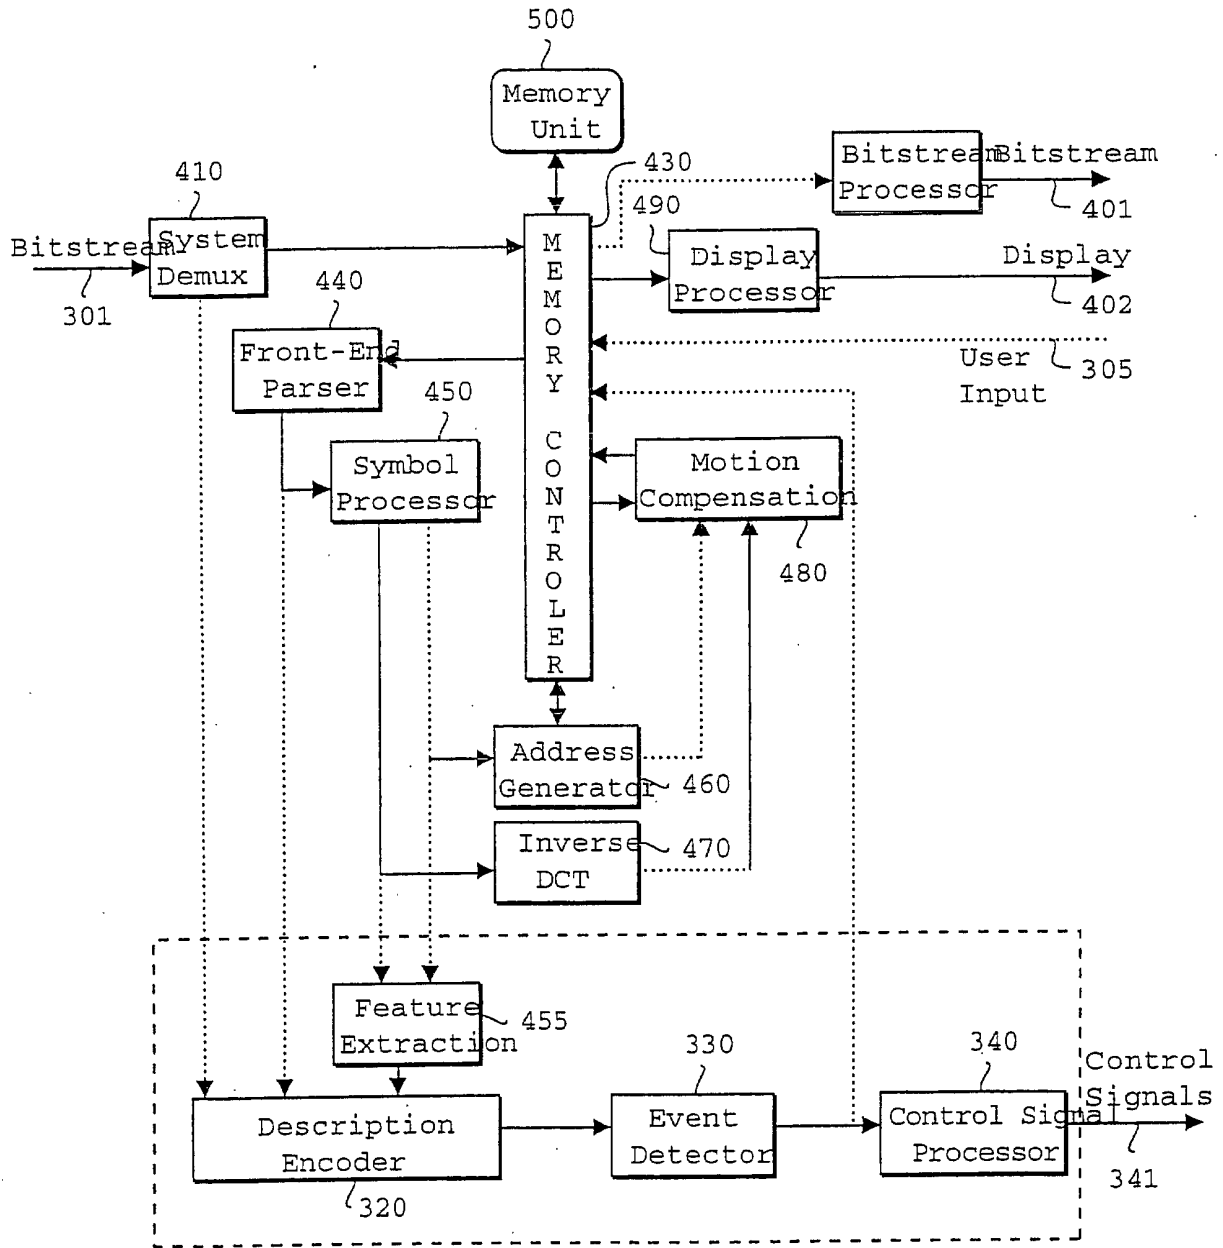 500
Memory
Unit
Bitstream
Processor
Bitstream
401
410
430
490
System
Demux
Bitstream
301
Display
Processor
Display
402
440
Front-End
Parser
User
Input
305
450
Symbol
Processor
MEMORY CONTROLER
Motion
Compensation
480
Address
Generator
460
Inverse
DCT
470
Feature
Extraction
455
330
340
Description
Encoder
320
Event
Detector
Control Signal
Processor
Control
Signals
341